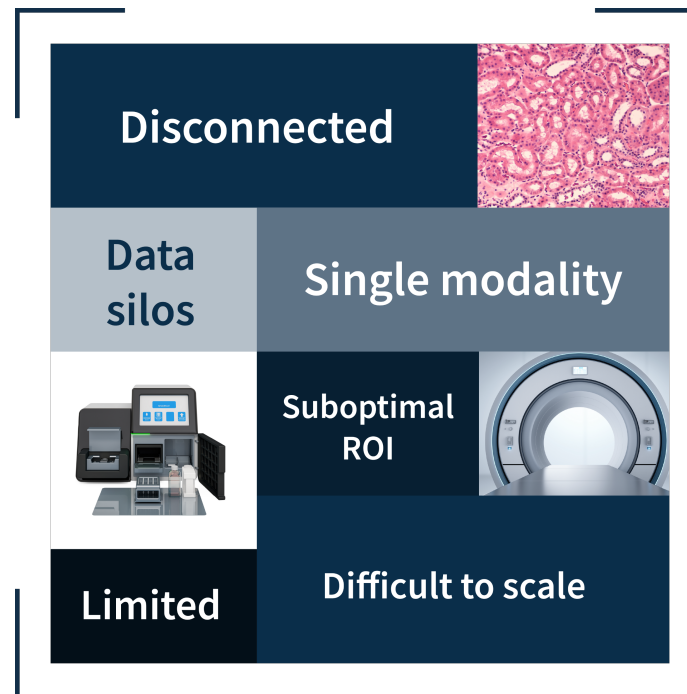 Disconnected
Data
silos
Single modality
Suboptimal
ROI
Limited
Difficult to scale